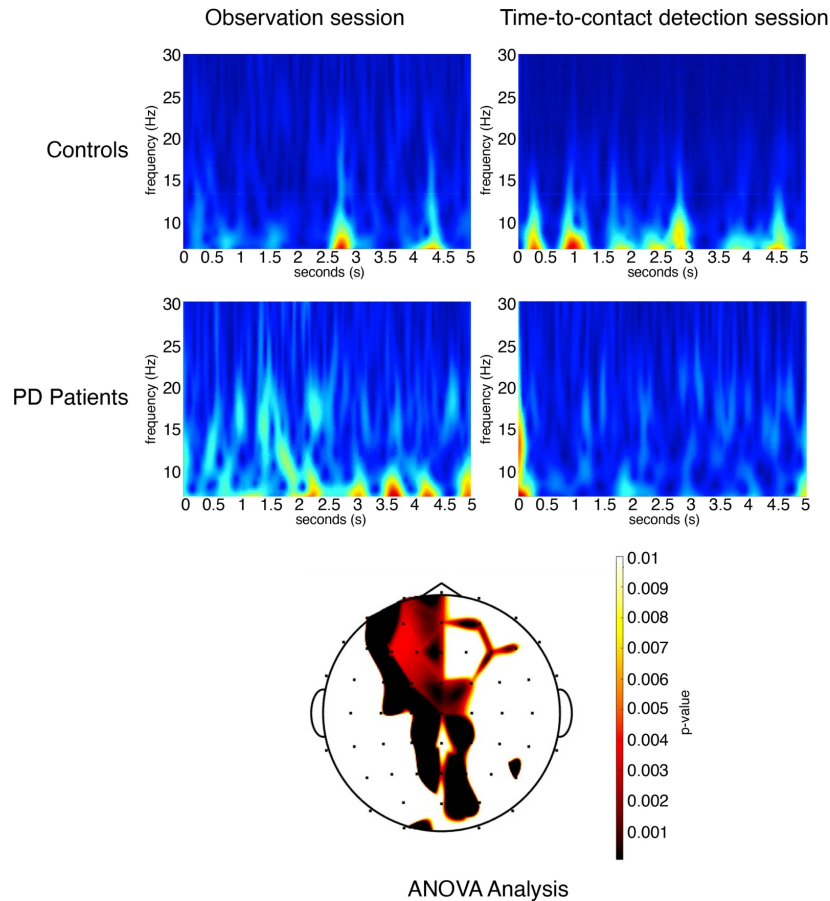 Observation session
Time-to-contact detection session
Controls
frequency (Hz)
30
25
20
15
10
0 0.5 1 1.5 2 2.5 3 3.5 4 4.5 5
seconds (s)
frequency (Hz)
30
25
20
15
10
0 0.5 1 1.5 2 2.5 3 3.5 4 4.5 5
seconds (s)
PD Patients
frequency (Hz)
30
25
20
15
10
0 0.5 1 1.5 2 2.5 3 3.5 4 4.5 5
seconds (s)
frequency (Hz)
30
25
20
15
10
0 0.5 1 1.5 2 2.5 3 3.5 4 4.5 5
seconds (s)
0.01
0.009
0.008
0.007
0.006
0.005
0.004
0.003
0.002
0.001
p-value
ANOVA Analysis